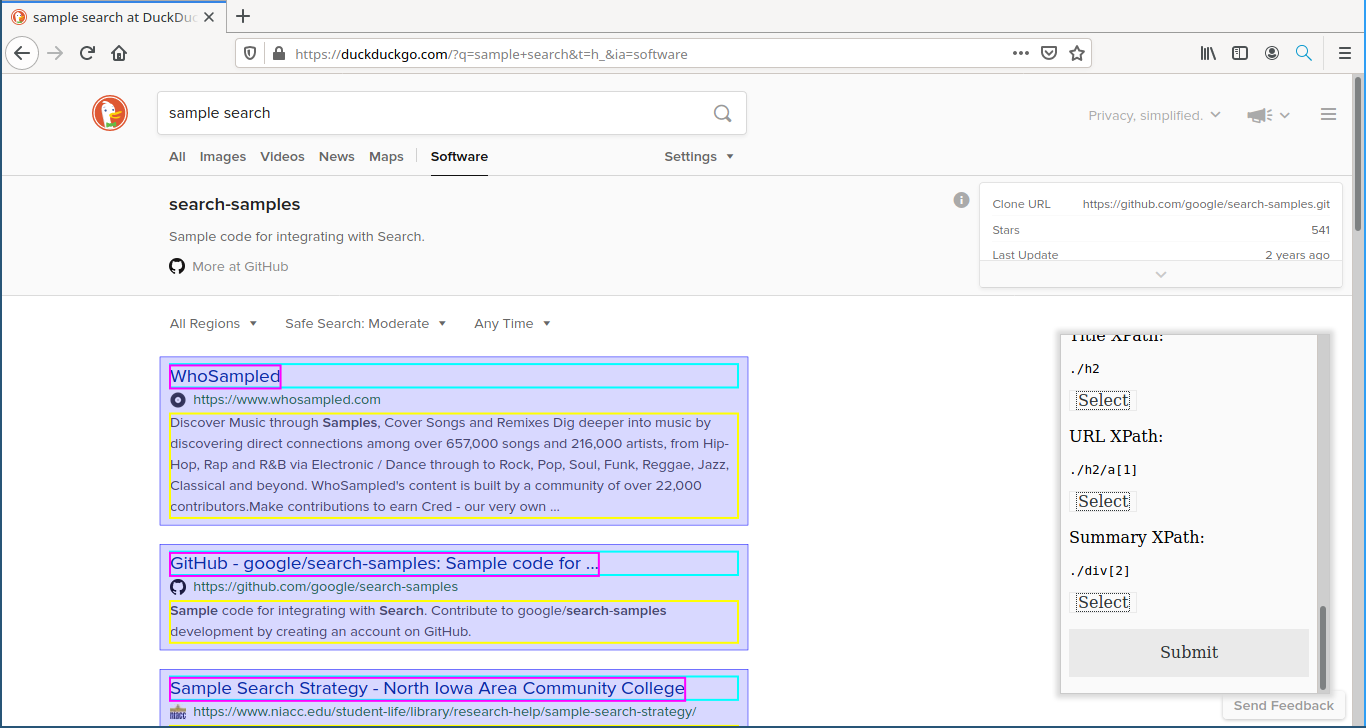 sample search at DuckDuc
https://duckduckgo.com/?q=sample+search&t=h_&ia=software
sample search
Privacy, simplified.
All Images Videos News Maps Software Settings
search-samples
Sample code for integrating with Search.
More at GitHub
Clone URL https://github.com/google/search-samples.git
Stars 541
Last Update 2 years ago
All Regions Safe Search: Moderate Any Time
WhoSampled
https://www.whosampled.com
Discover Music through Samples, Cover Songs and Remixes Dig deeper into music by
discovering direct connections among over 657,000 songs and 216,000 artists, from Hip-
Hop, Rap and R&B via Electronic / Dance through to Rock, Pop, Soul, Funk, Reggae, Jazz,
Classical and beyond. WhoSampled's content is built by a community of over 22,000
contributors.Make contributions to earn Cred - our very own ...
GitHub - google/search-samples: Sample code for ...
https://github.com/google/search-samples
Sample code for integrating with Search. Contribute to google/search-samples
development by creating an account on GitHub.
Sample Search Strategy - North Iowa Area Community College
niacc
https://www.niacc.edu/student-life/library/research-help/sample-search-strategy/
Title XPath:
./h2
Select
URL XPath:
./h2/a[1]
Select
Summary XPath:
./div[2]
Select
Submit
Send Feedback